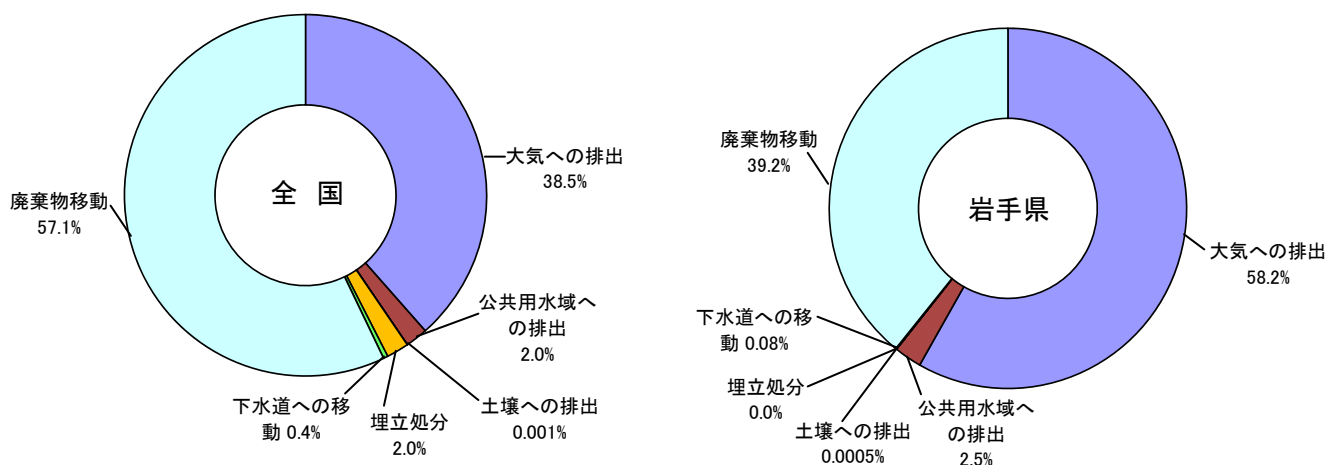 全 国
大気への排出
38.5%
公共用水域へ
の排出
2.0%
土壌への排出
0.001%
埋立処分
2.0%
下水道への移
動 0.4%
廃棄物移動
57.1%
岩手県
大気への排出
58.2%
公共用水域へ
の排出
2.5%
土壌への排出
0.0005%
埋立処分
0.0%
下水道への移
動 0.08%
廃棄物移動
39.2%